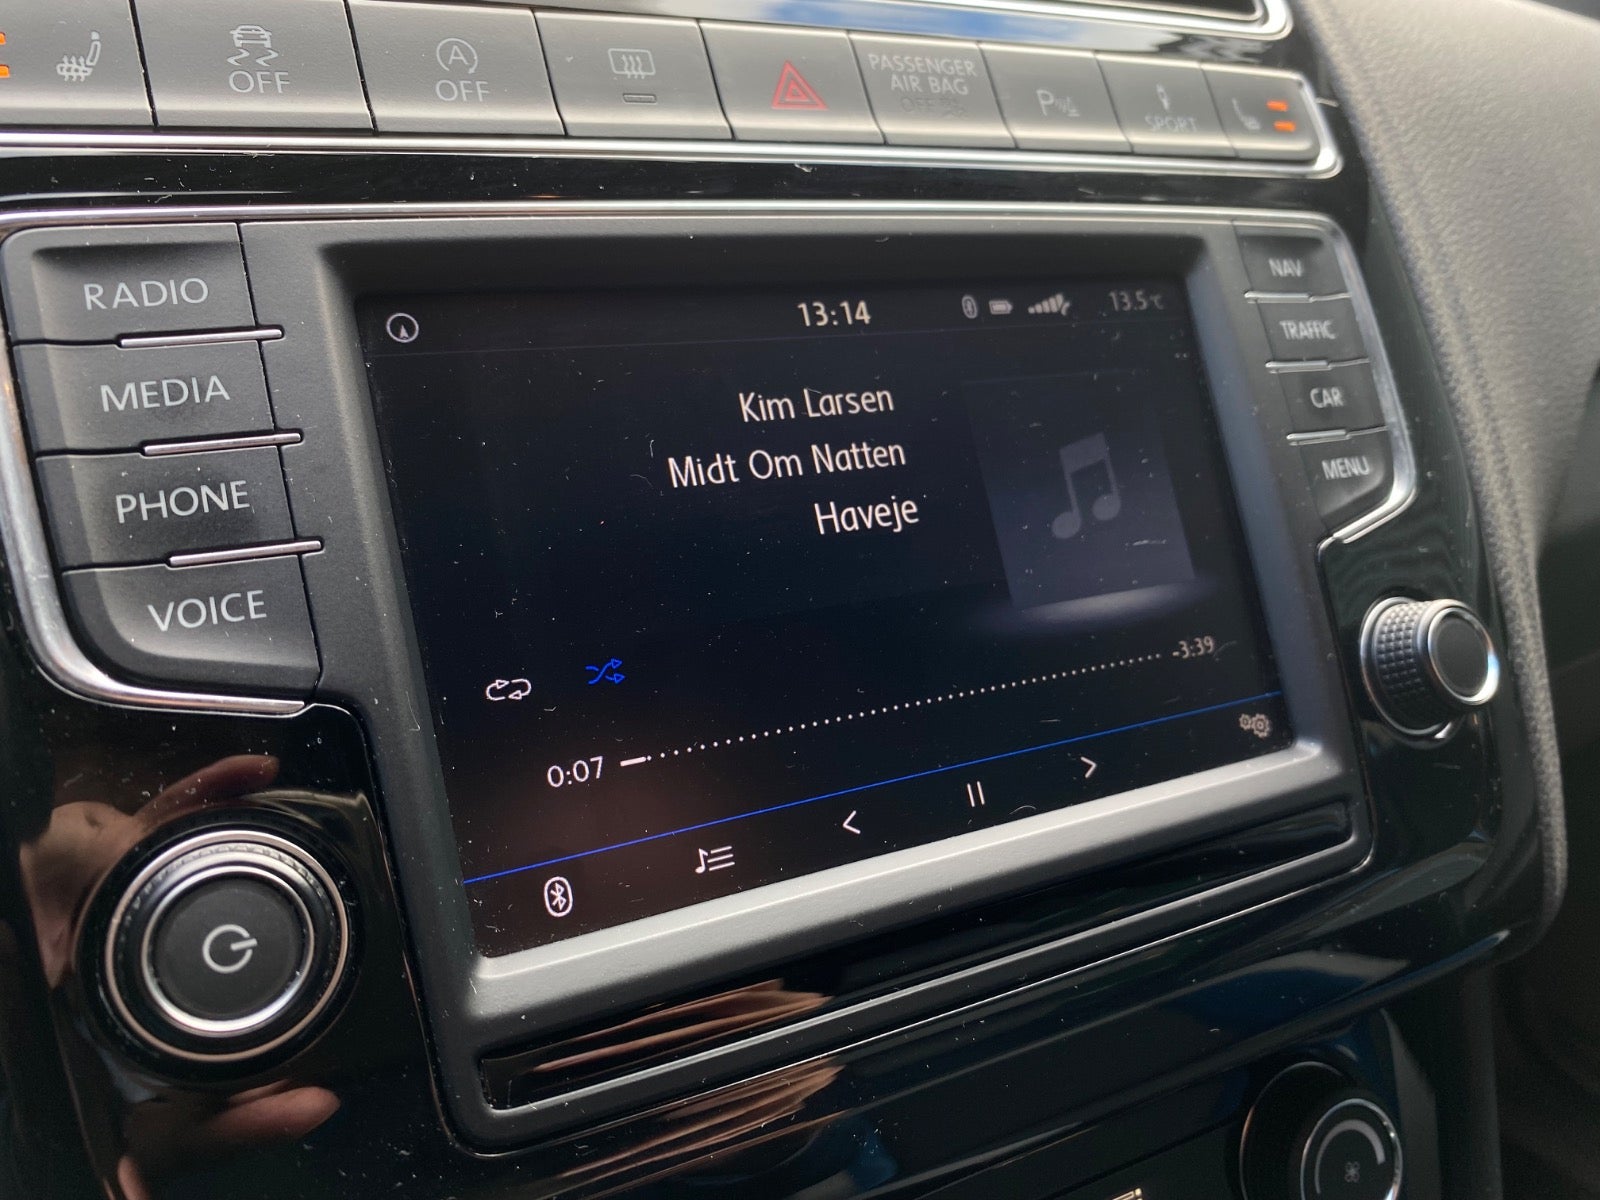 OFF
A
OFF
PASSENGER
AIR BAG
OFF
P
SPORT
RADIO
MEDIA
PHONE
VOICE
13:14
13.5°C
Kim Larsen
Midt Om Natten
Haveje
0:07
-3:39
NAV
TRAFFIC
CAR
MENU